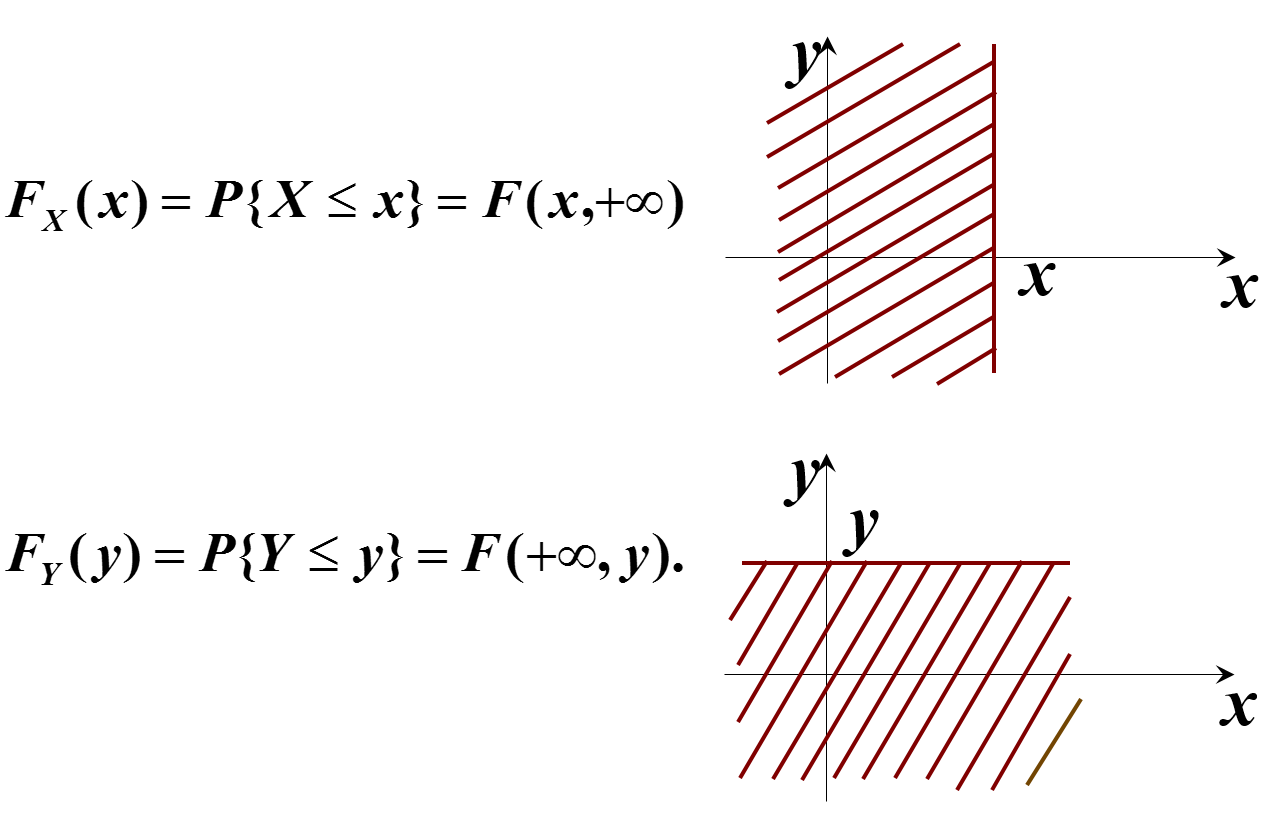 y
F_X(x) = P{X ≤ x} = F(x,+∞)
x
x
y
y
F_Y(y) = P{Y ≤ y} = F(+∞, y).
x